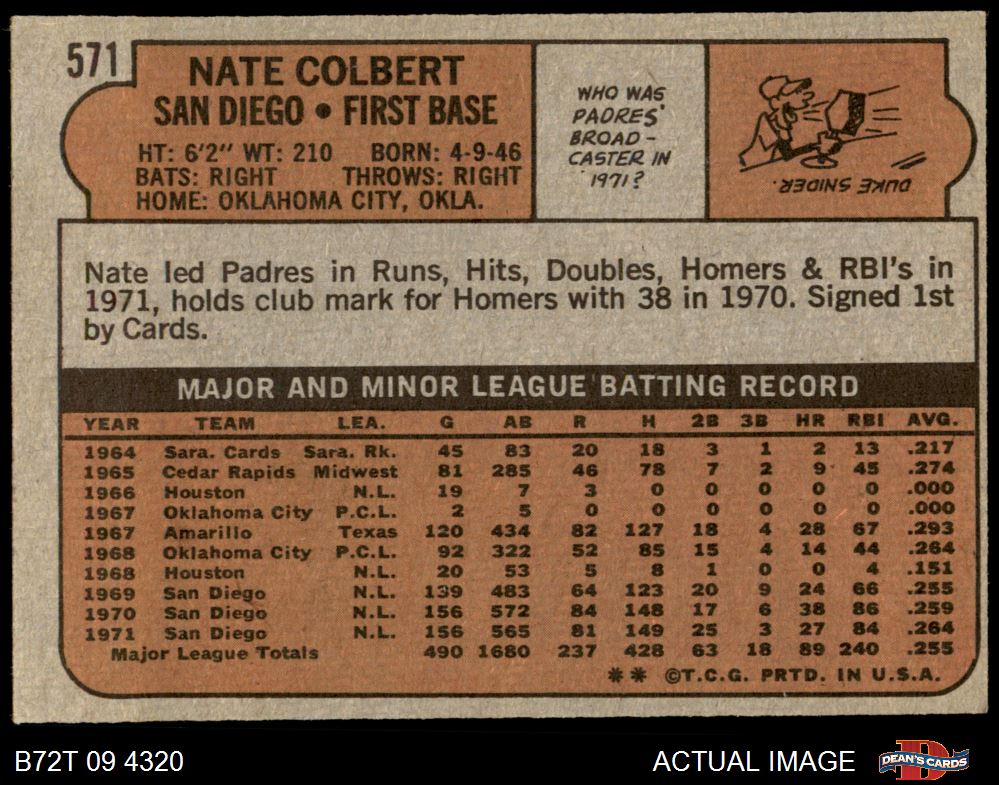 571
NATE COLBERT
SAN DIEGO • FIRST BASE
HT: 6'2" WT: 210 BORN: 4-9-46
BATS: RIGHT THROWS: RIGHT
HOME: OKLAHOMA CITY, OKLA.
WHO WAS
PADRES'
BROAD-
CASTER IN
1971?
DUKE SNIDER.
Nate led Padres in Runs, Hits, Doubles, Homers & RBI's in
1971, holds club mark for Homers with 38 in 1970. Signed 1st
by Cards.
MAJOR AND MINOR LEAGUE BATTING RECORD
YEAR TEAM LEA. G AB R H 2B 3B HR RBI AVG.
1964 Sara. Cards Sara. Rk. 45 83 20 18 3 1 2 13 .217
1965 Cedar Rapids Midwest 81 285 46 78 7 2 9 45 .274
1966 Houston N.L. 19 7 3 0 0 0 0 0 .000
1967 Oklahoma City P.C.L. 2 5 0 0 0 0 0 0 .000
1967 Amarillo Texas 120 434 82 127 18 4 28 67 .293
1968 Oklahoma City P.C.L. 92 322 52 85 15 4 14 44 .264
1968 Houston N.L. 20 53 5 8 1 0 0 4 .151
1969 San Diego N.L. 139 483 64 123 20 9 24 66 .255
1970 San Diego N.L. 156 572 84 148 17 6 38 86 .259
1971 San Diego N.L. 156 565 81 149 25 3 27 84 .264
Major League Totals 490 1680 237 428 63 18 89 240 .255
** ©T.C.G. PRTD. IN U.S.A.
B72T 09 4320
ACTUAL IMAGE
D
DEAN'S CARDS